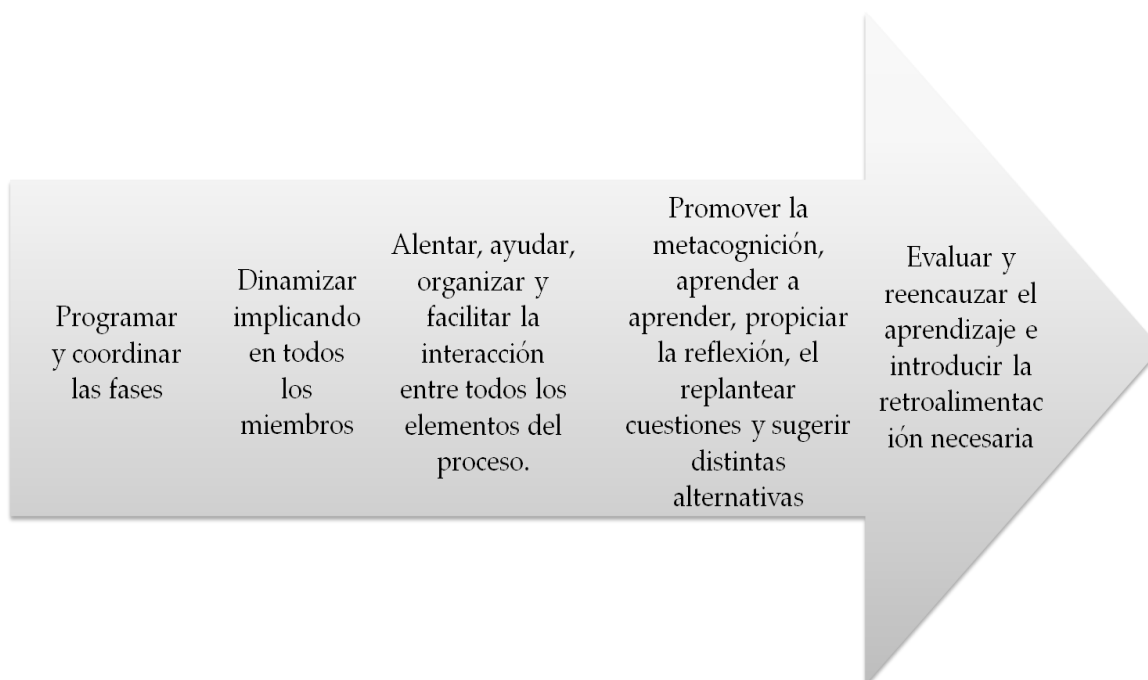 Programar
y coordinar
las fases
Dinamizar
implicando
en todos
los
miembros
Alentar, ayudar,
organizar y
facilitar la
interacción
entre todos los
elementos del
proceso.
Promover la
metacognición,
aprender a
aprender, propiciar
la reflexión, el
replantear
cuestiones y sugerir
distintas
alternativas
Evaluar y
reencauzar el
aprendizaje e
introducir la
retroalimentac
ión necesaria